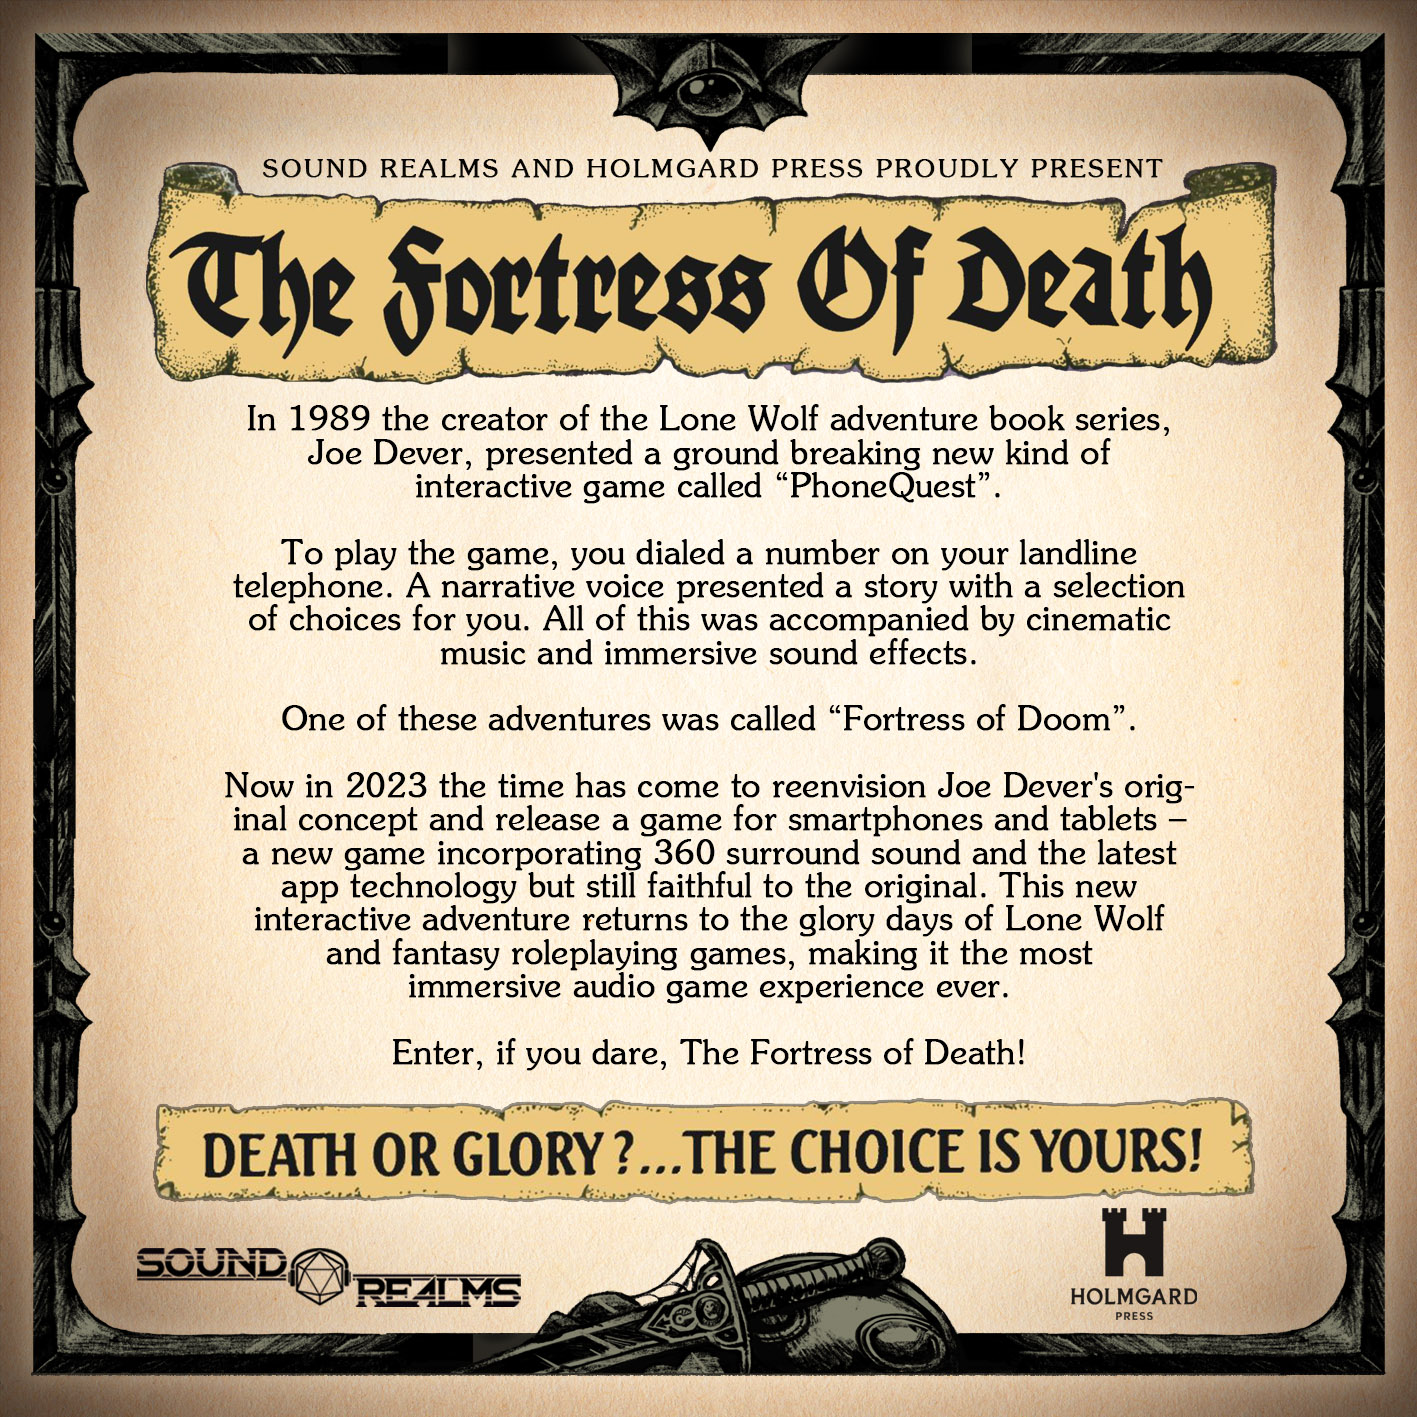 SOUND REALMS AND HOLMGARD PRESS PROUDLY PRESENT
The Fortress Of Death
In 1989 the creator of the Lone Wolf adventure book series,
Joe Dever, presented a ground breaking new kind of
interactive game called “PhoneQuest”.
To play the game, you dialed a number on your landline
telephone. A narrative voice presented a story with a selection
of choices for you. All of this was accompanied by cinematic
music and immersive sound effects.
One of these adventures was called “Fortress of Doom”.
Now in 2023 the time has come to reenvision Joe Dever's orig-
inal concept and release a game for smartphones and tablets –
a new game incorporating 360 surround sound and the latest
app technology but still faithful to the original. This new
interactive adventure returns to the glory days of Lone Wolf
and fantasy roleplaying games, making it the most
immersive audio game experience ever.
Enter, if you dare, The Fortress of Death!
DEATH OR GLORY ?...THE CHOICE IS YOURS!
SOUND REALMS
HOLMGARD
PRESS